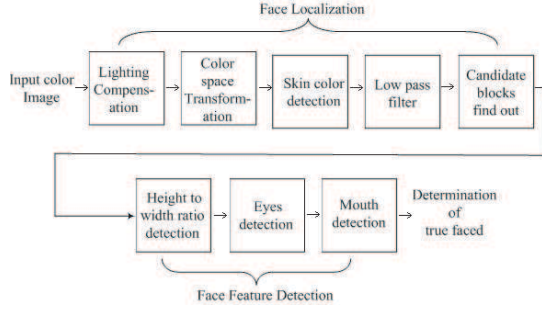 Face Localization
Input color
Image
Lighting
Compens-
ation
Color
space
Transform-
ation
Skin color
detection
Low pass
filter
Candidate
blocks
find out
Height to
width ratio
detection
Eyes
detection
Mouth
detection
Determination
of
true faced
Face Feature Detection